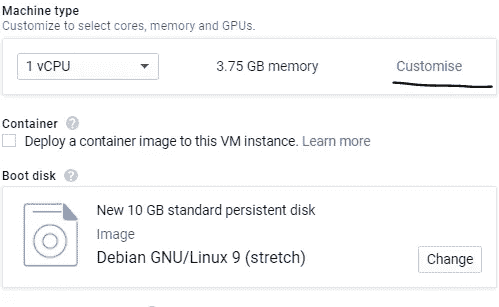 Machine type
Customize to select cores, memory and GPUs.
1 vCPU 3.75 GB memory Customise
Container ?
Deploy a container image to this VM instance. Learn more
Boot disk ?
New 10 GB standard persistent disk
Image
Debian GNU/Linux 9 (stretch) Change